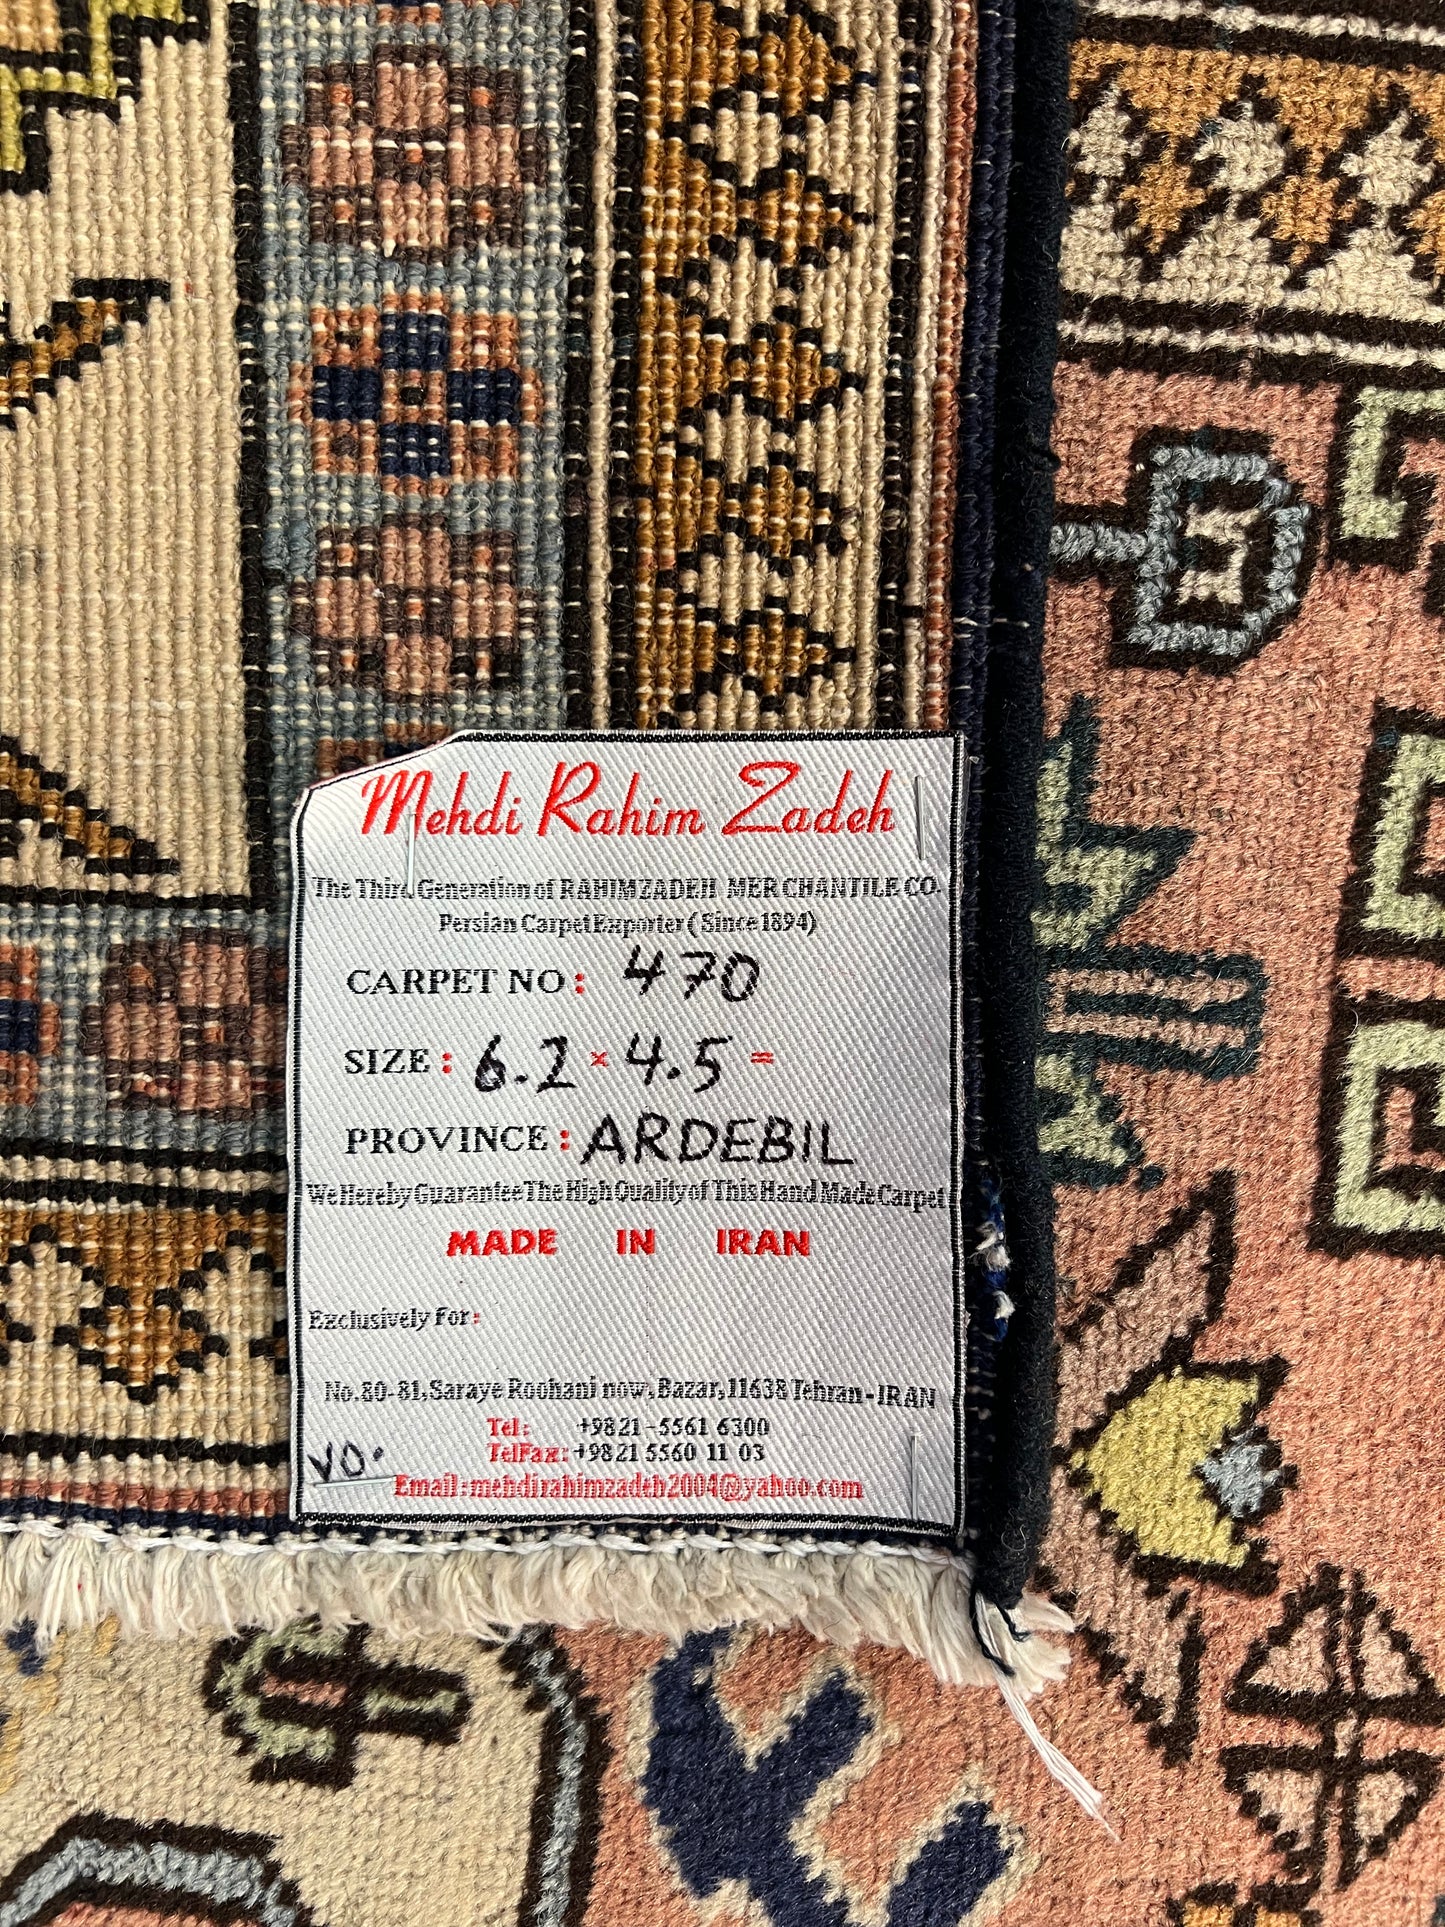 Mehdi Rahim Zadeh
The Third Generation of RAHIMZADEH MERCHANTILE CO.
Persian Carpet Exporter ( Since 1894)
CARPET NO: 470
SIZE: 6.2 x 4.5 =
PROVINCE: ARDEBIL
We Hereby Guarantee The High Quality of This Hand Made Carpet
MADE IN IRAN
Exclusively For:
No.80-81,Saraye Roohani now,Bazar,11638 Tehran-IRAN
Tel: +9821-5561 6300
TelFax: +9821 5560 11 03
۷۵۰
Email:mehdirahimzadeh2004@yahoo.com